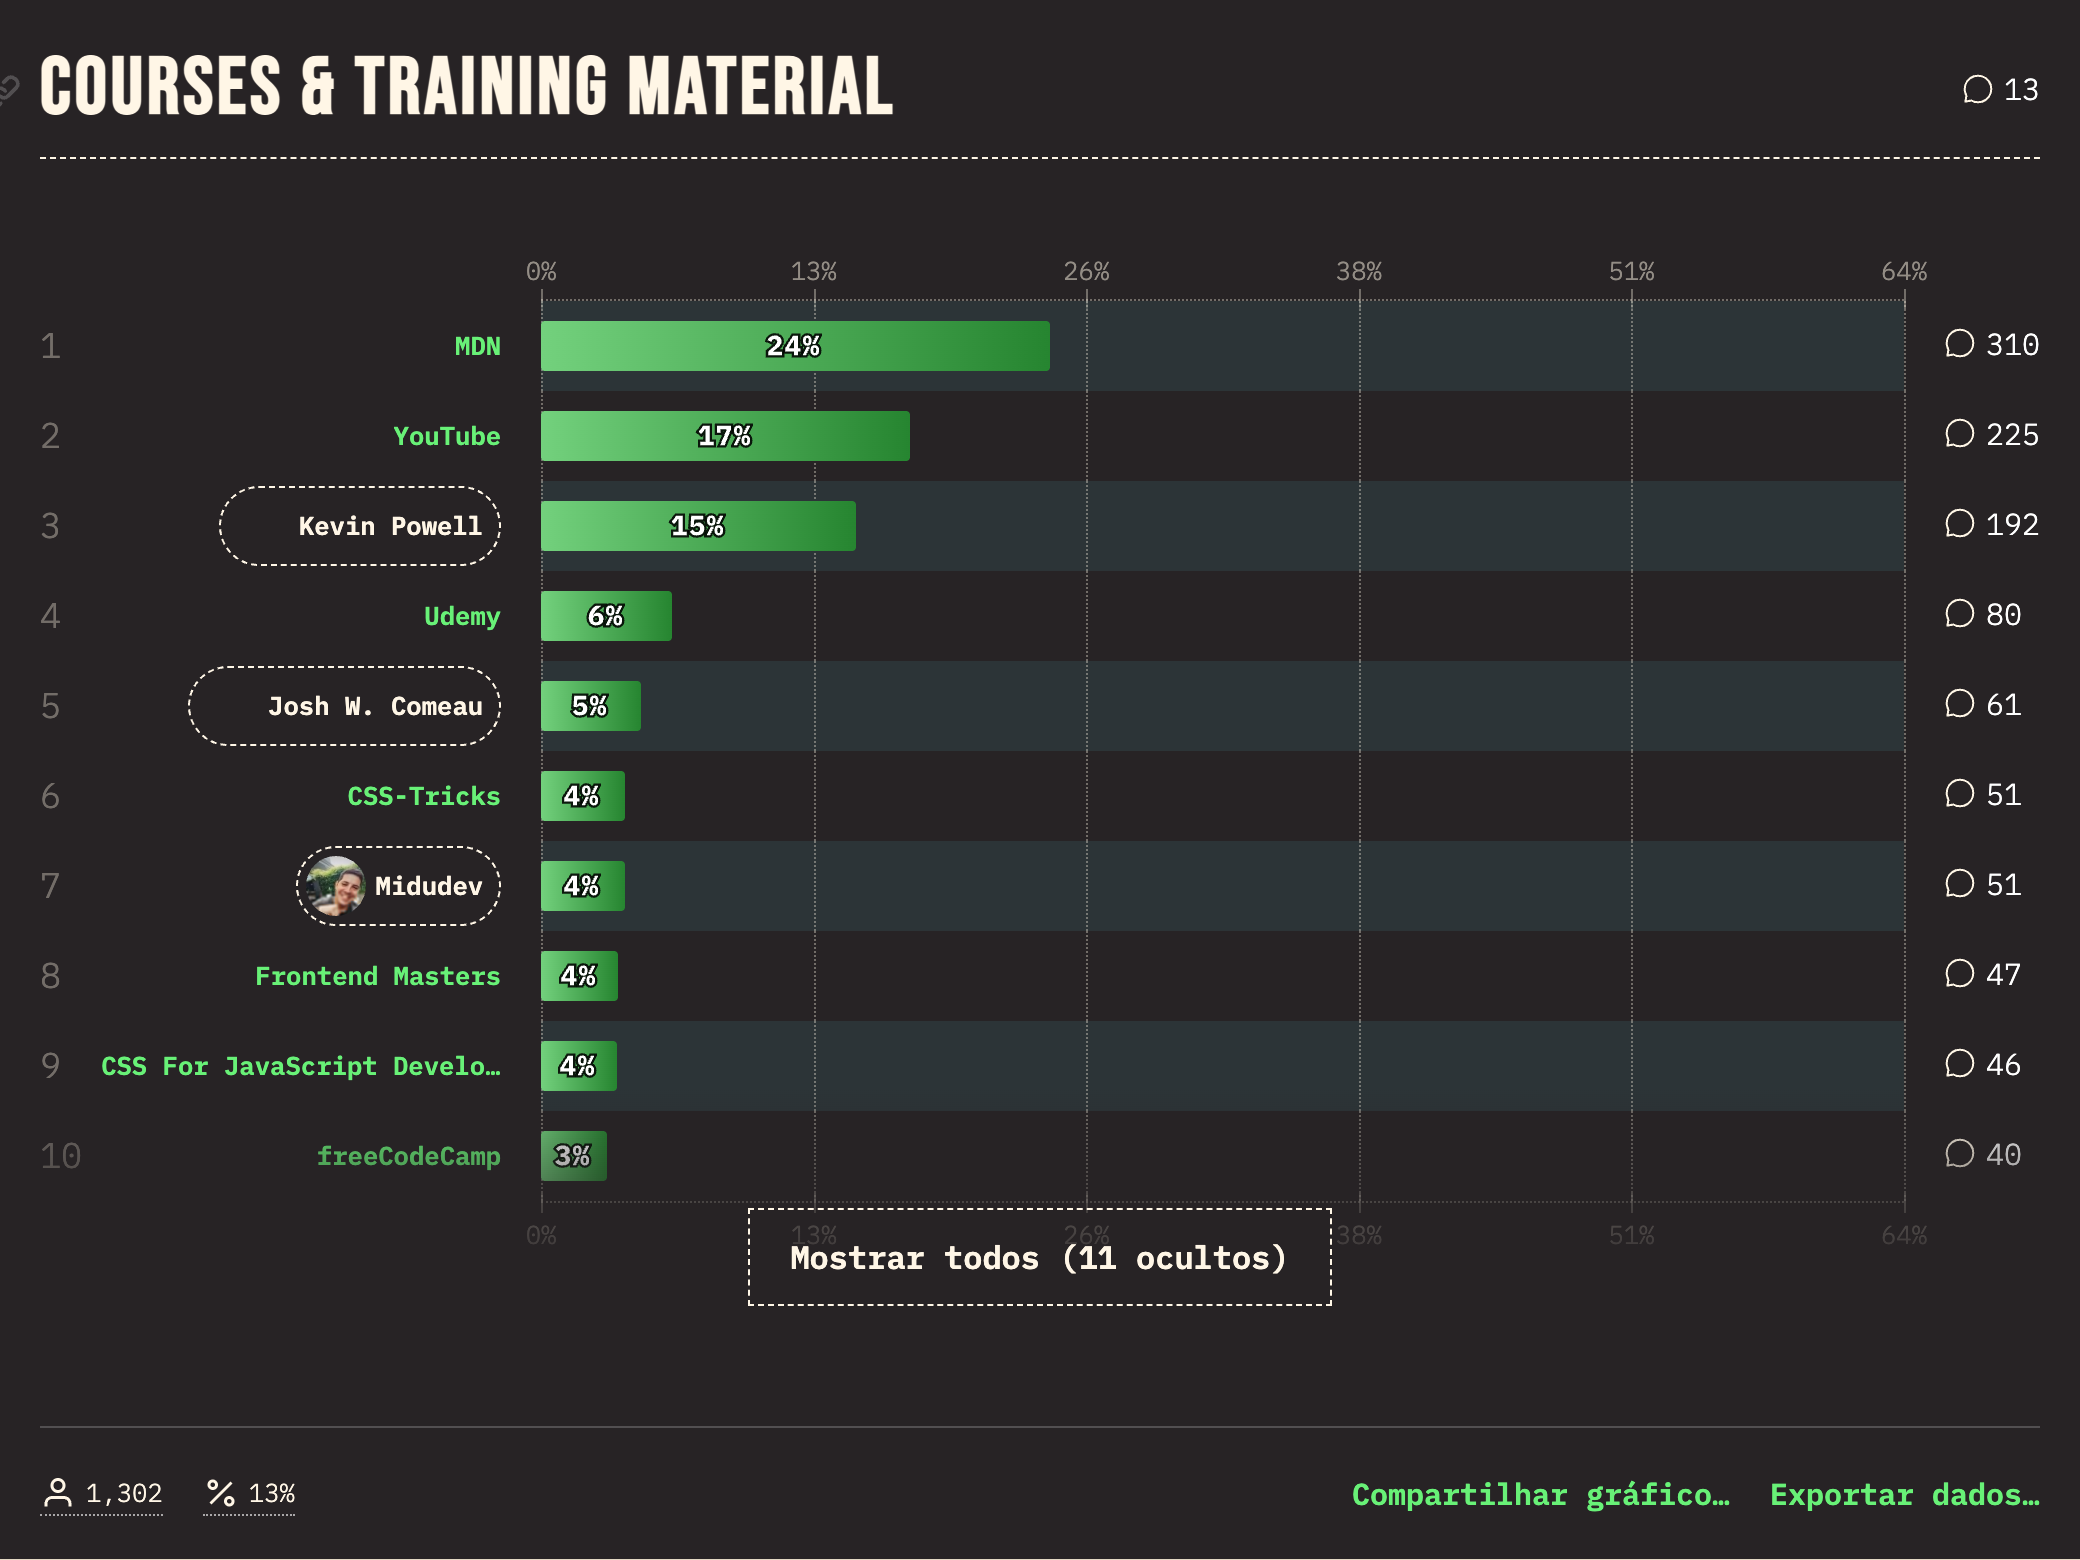 COURSES & TRAINING MATERIAL
13
0% 13% 26% 38% 51% 64%
1 MDN 24% 310
2 YouTube 17% 225
3 Kevin Powell 15% 192
4 Udemy 6% 80
5 Josh W. Comeau 5% 61
6 CSS-Tricks 4% 51
7 Midudev 4% 51
8 Frontend Masters 4% 47
9 CSS For JavaScript Develo… 4% 46
10 freeCodeCamp 3% 40
0% 13% 26% 38% 51% 64%
Mostrar todos (11 ocultos)
1,302 13% Compartilhar gráfico… Exportar dados…